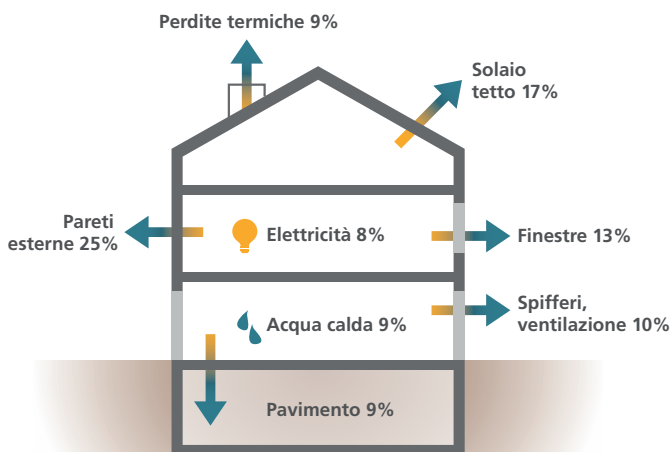 Perdite termiche 9%
Solaio
tetto 17%
Pareti
esterne 25%
Elettricità 8%
Finestre 13%
Spifferi,
ventilazione 10%
Acqua calda 9%
Pavimento 9%